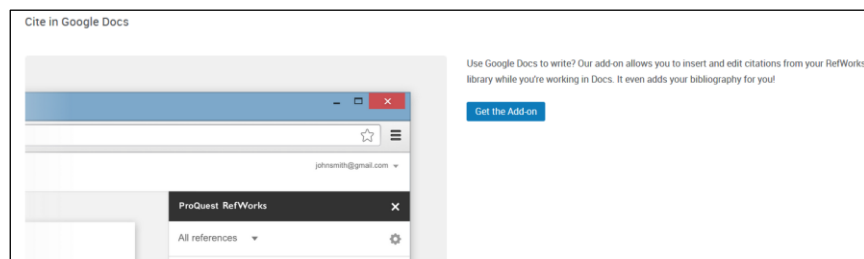 Cite in Google Docs
Use Google Docs to write? Our add-on allows you to insert and edit citations from your RefWorks
library while you're working in Docs. It even adds your bibliography for you!
Get the Add-on
johnsmith@gmail.com
ProQuest RefWorks
All references